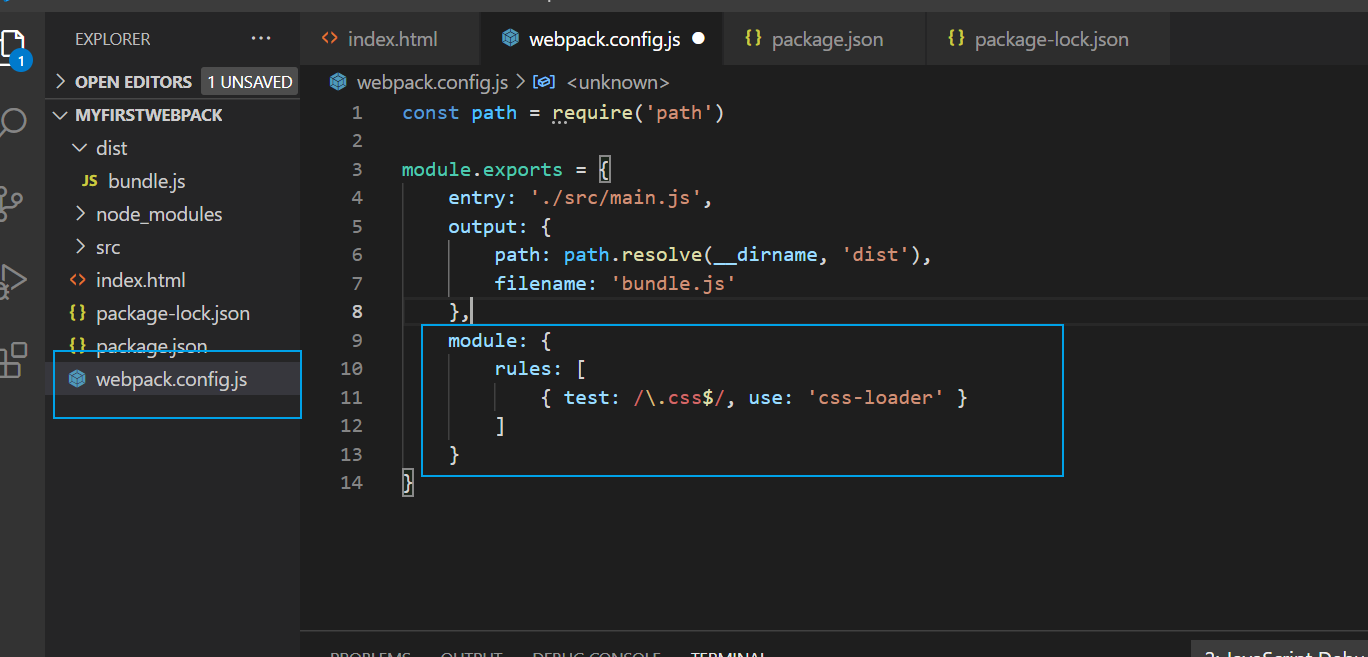 1
EXPLORER
OPEN EDITORS 1 UNSAVED
MYFIRSTWEBPACK
dist
JS bundle.js
node_modules
src
<> index.html
{} package-lock.json
{} package.json
webpack.config.js
<> index.html webpack.config.js {} package.json {} package-lock.json
webpack.config.js > <unknown>
1 const path = require('path')
2
3 module.exports = {
4 entry: './src/main.js',
5 output: {
6 path: path.resolve(__dirname, 'dist'),
7 filename: 'bundle.js'
8 },
9 module: {
10 rules: [
11 { test: /\.css$/, use: 'css-loader' }
12 ]
13 }
14 }
PROBLEMS OUTPUT DEBUG CONSOLE TERMINAL
2: JavaScript Debu